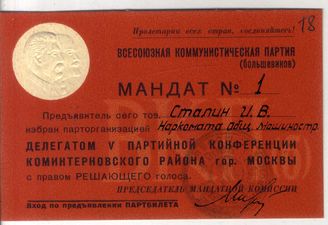 Пролетарии всех стран, соединяйтесь!
18
ВСЕСОЮЗНАЯ КОММУНИСТИЧЕСКАЯ ПАРТИЯ
(большевиков)
МАНДАТ № 1
Предъявитель сего тов. Сталин И. В.
избран парторганизацией Наркомата общ. машиностр.
ДЕЛЕГАТОМ V ПАРТИЙНОЙ КОНФЕРЕНЦИИ
КОМИНТЕРНОВСКОГО РАЙОНА гор. МОСКВЫ
с правом РЕШАЮЩЕГО голоса.
ПРЕДСЕДАТЕЛЬ МАНДАТНОЙ КОМИССИИ
Вход по предъявлении ПАРТБИЛЕТА